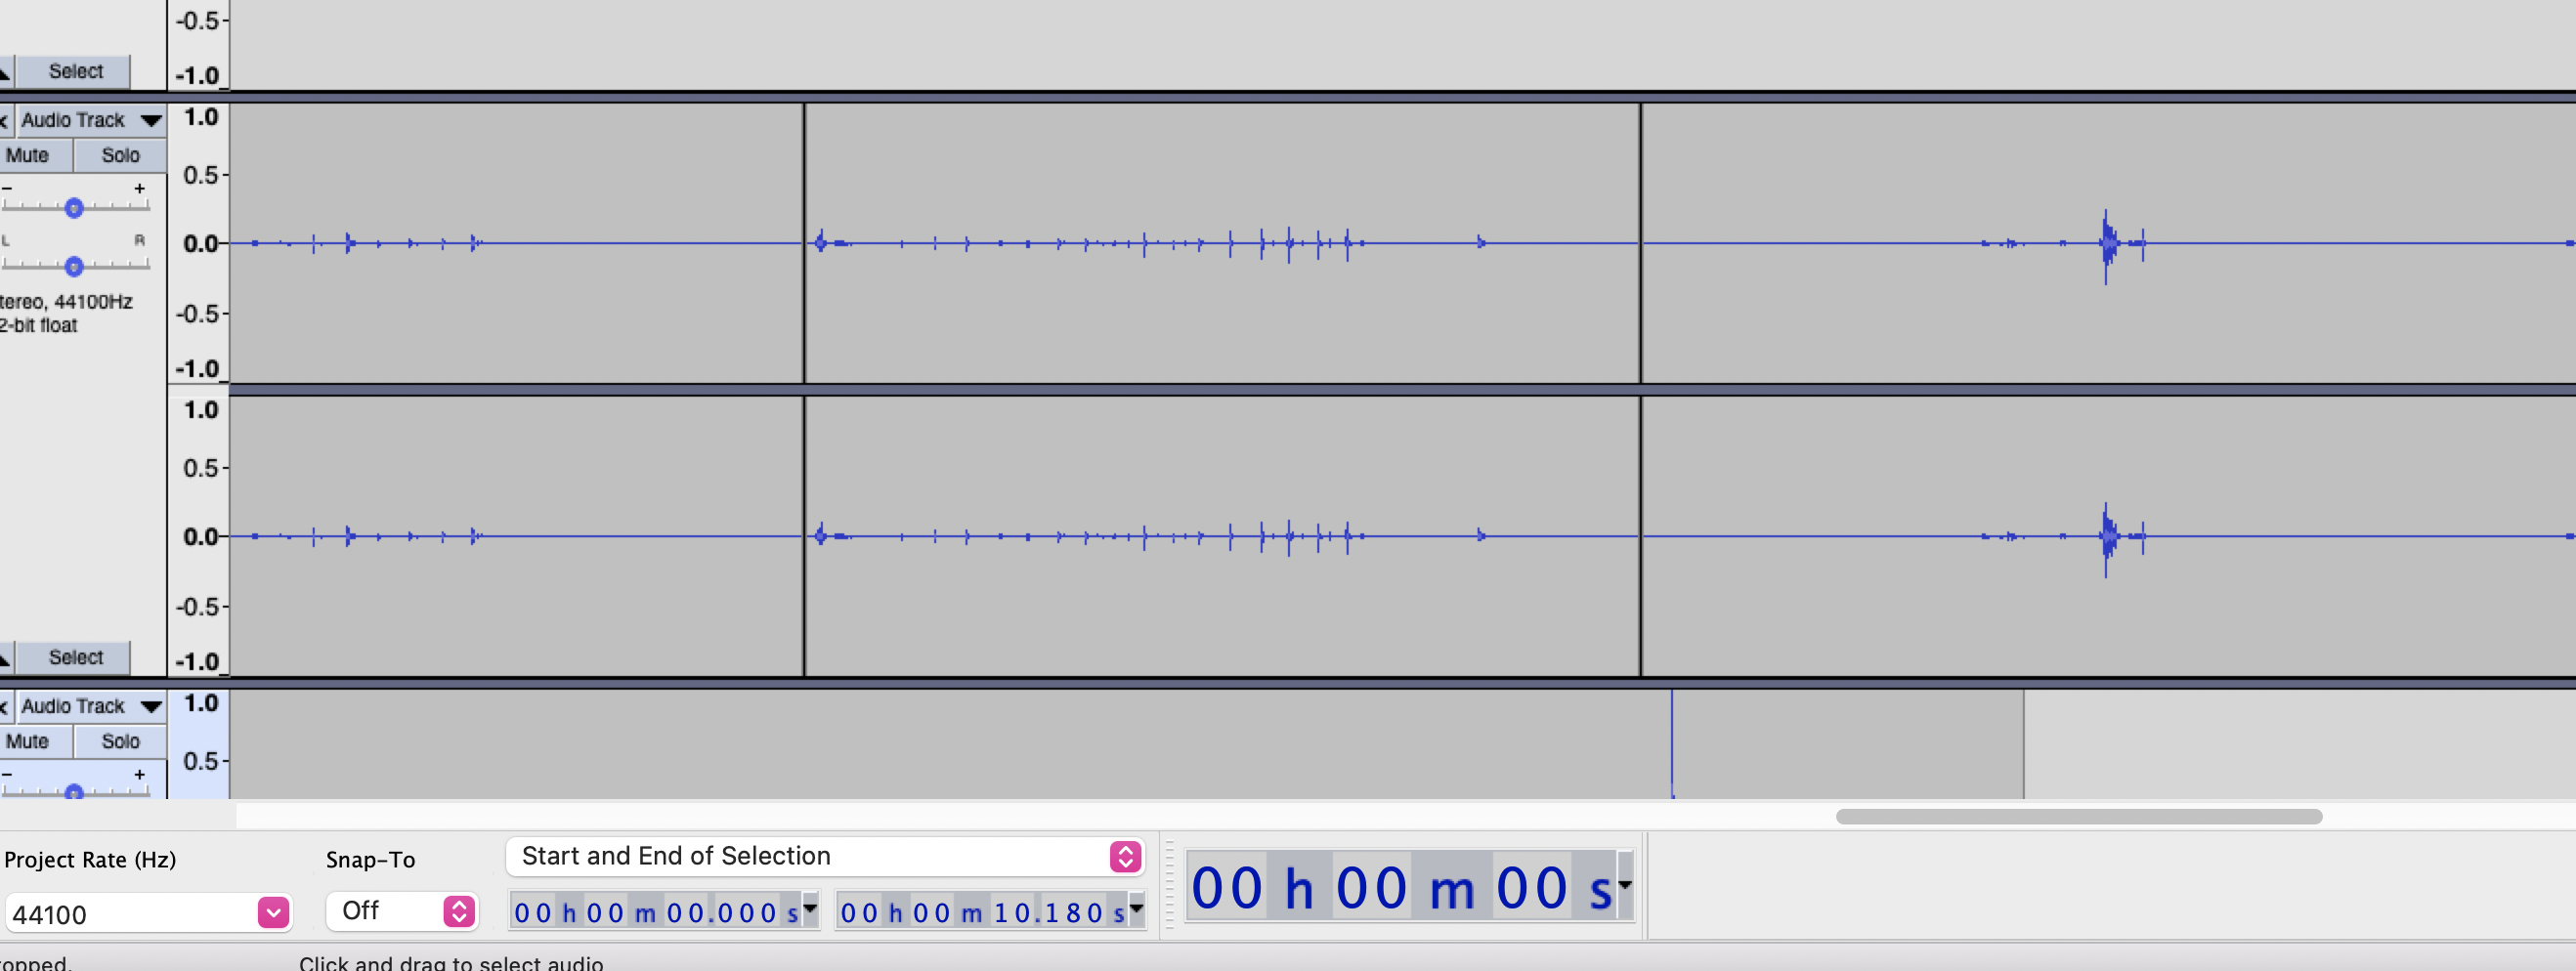 -0.5
Select
-1.0
x Audio Track
1.0
Mute Solo
0.5
- +
L R
0.0
tereo, 44100Hz
2-bit float
-0.5
-1.0
1.0
0.5
0.0
-0.5
Select
-1.0
x Audio Track
1.0
Mute Solo
0.5
- +
Project Rate (Hz)
Snap-To
Start and End of Selection
44100
Off
00 h 00 m 00.000 s
00 h 00 m 10.180 s
00 h 00 m 00 s
topped.
Click and drag to select audio